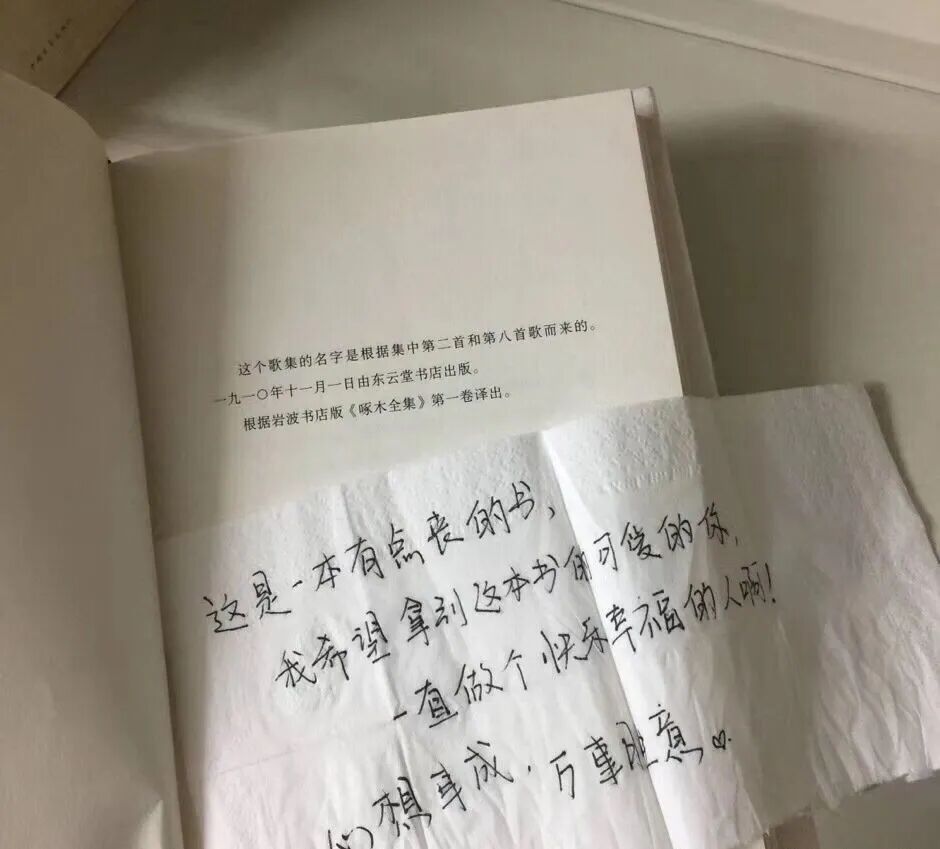 这个歌集的名字是根据集中第二首和第八首歌而来的。
一九一〇年十一月一日由东云堂书店出版。
根据岩波书店版《啄木全集》第一卷译出。
这是一本有点丧的书、
我希望拿到这本书的可爱的你,
一直做个快乐幸福的人啊!
心想事成,万事胜意♡.